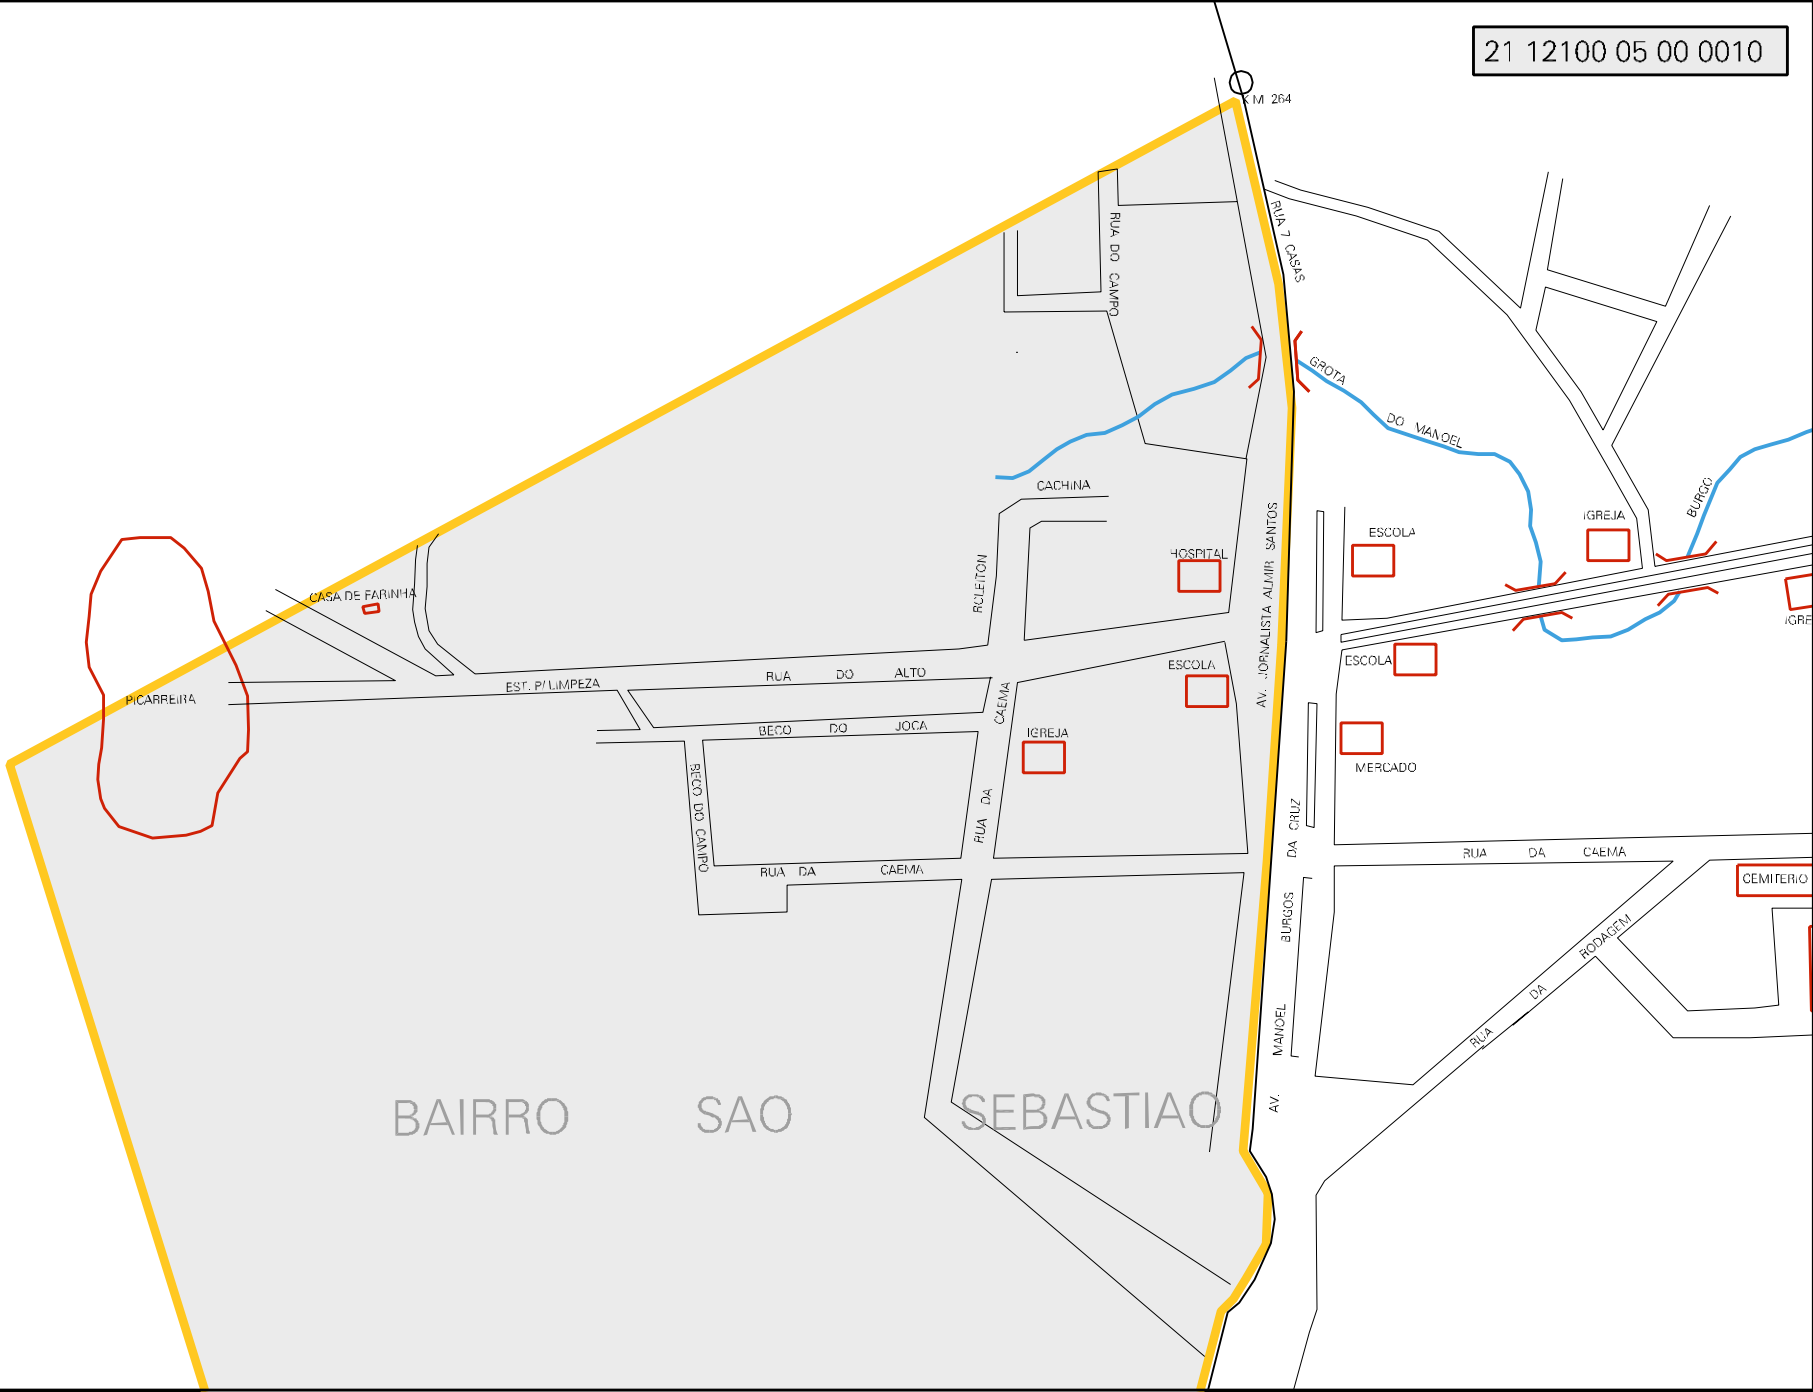 21 12100 05 00 0010
KM 264
RUA 7 CASAS
RUA DO CAMPO
GROTA DO MANOEL
CACHINA
BURGO
IGREJA
ESCOLA
HOSPITAL
AV. JORNALISTA ALMIR SANTOS
ROLEITON
CASA DE FARINHA
IGRE
ESCOLA
ESCOLA
RUA DO ALTO
EST. P/ LIMPEZA
PICARREIRA
BECO DO JOCA
IGREJA
MERCADO
BECO DO CAMPO
RUA DA CAEMA
RUA DA CAEMA
RUA DA CAEMA
CEMITERIO
AV. MANOEL BURGOS DA CRUZ
RUA DA RODAGEM
BAIRRO SAO SEBASTIAO